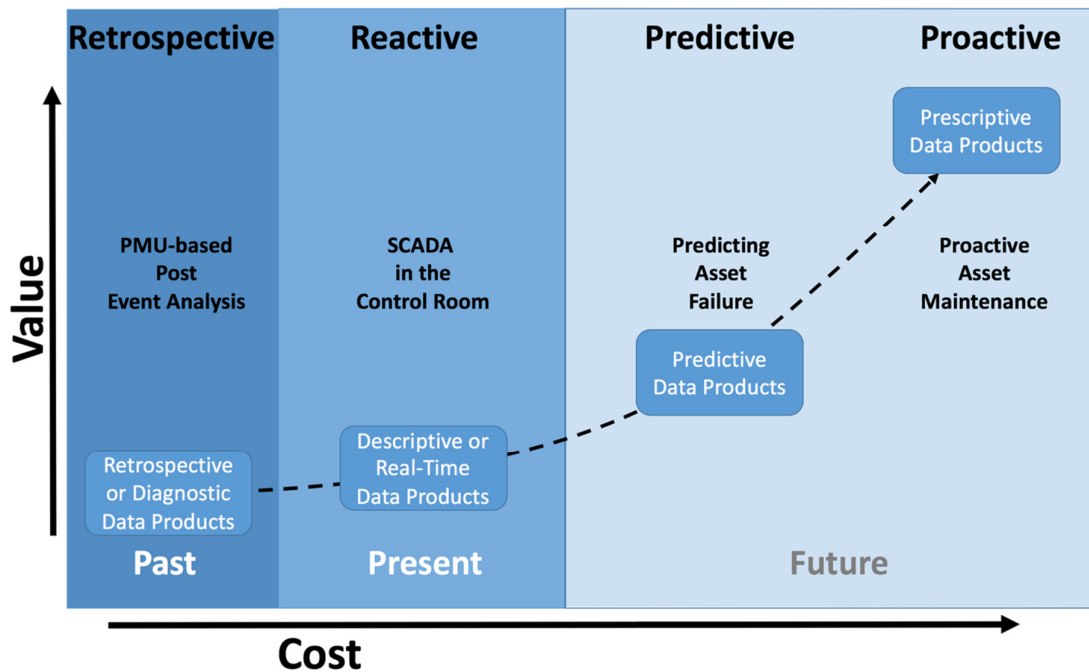 Retrospective
Reactive
Predictive
Proactive
Value
PMU-based
Post
Event Analysis
SCADA
in the
Control Room
Predicting
Asset
Failure
Proactive
Asset
Maintenance
Prescriptive
Data Products
Predictive
Data Products
Descriptive or
Real-Time
Data Products
Retrospective
or Diagnostic
Data Products
Past
Present
Future
Cost